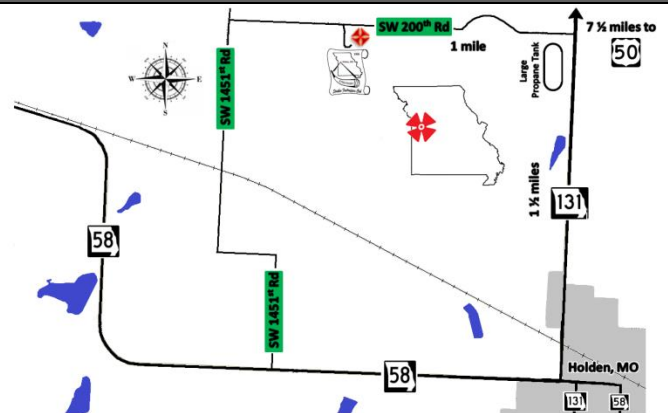 SW 200th Rd
1 mile
7 ½ miles to
50
N
W
E
S
SW 1451st Rd
Large
Propane Tank
1 ½ miles
131
58
SW 1451st Rd
58
Holden, MO
131
58